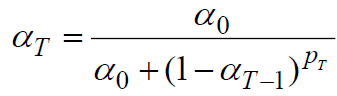 α_T = α_0 / (α_0 + (1 − α_{T−1})^{p_T})